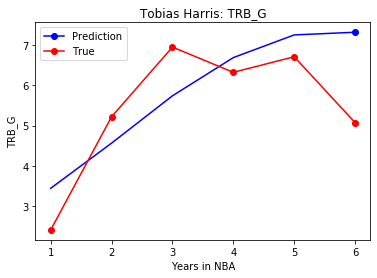 Tobias Harris: TRB_G
Prediction
True
7
6
5
4
3
TRB_G
1 2 3 4 5 6
Years in NBA